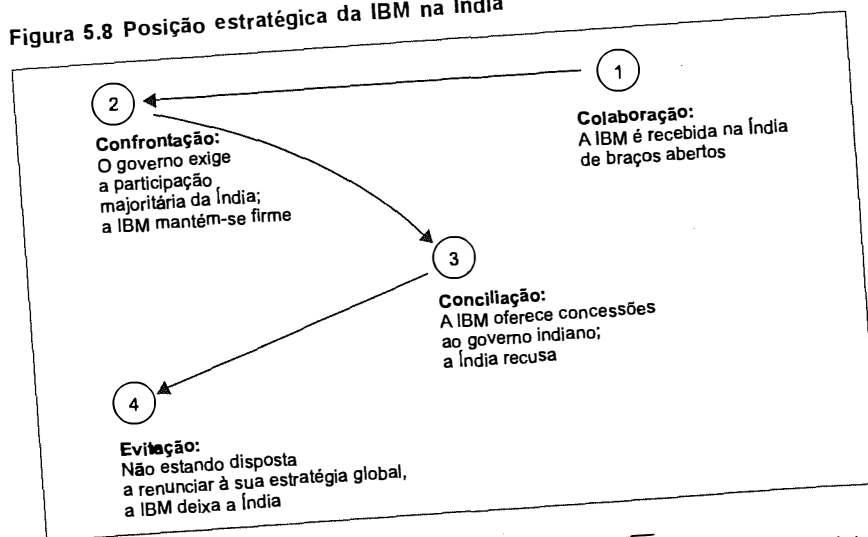 Figura 5.8 Posição estratégica da IBM na Índia
1
Colaboração:
A IBM é recebida na Índia
de braços abertos
2
Confrontação:
O governo exige
a participação
majoritária da Índia;
a IBM mantém-se firme
3
Conciliação:
A IBM oferece concessões
ao governo indiano;
a Índia recusa
4
Evitação:
Não estando disposta
a renunciar à sua estratégia global,
a IBM deixa a Índia